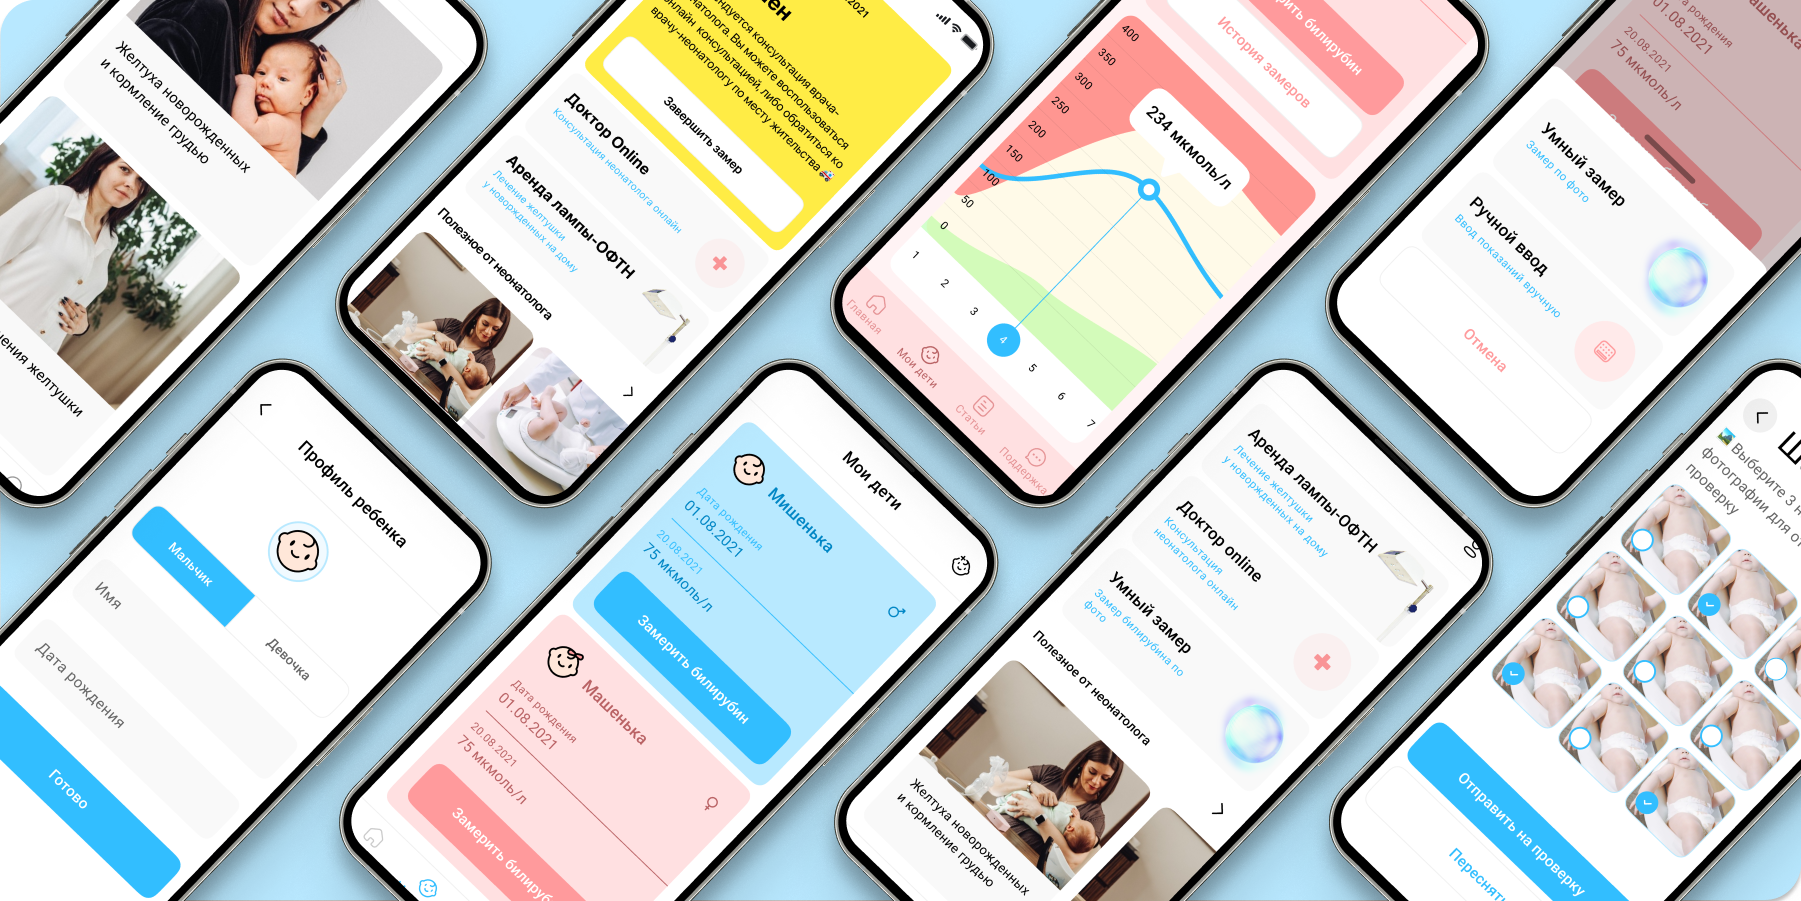 Желтуха новорожденных
и кормление грудью
желтушки
2021
консультация врача-
Вы можете воспользоваться
онлайн консультацией, либо обратиться ко
врачу-неонатологу по месту жительства 🚑
Завершить замер
Доктор Online
Консультация неонатолога онлайн
Аренда лампы-ОФТН
Лечение желтушки
у новорожденных на дому
Полезное от неонатолога
билирубин
История замеров
400
350
300
250
200
150
100
50
0
234 мкмоль/л
1
2
3
4
5
6
7
Главная
Мои дети
Статьи
Поддержка
Машенька
Дата рождения
01.08.2021
20.08.2021
75 мкмоль/л
Умный замер
Замер по фото
Ручной ввод
Ввод показаний вручную
Отмена
Профиль ребенка
Мальчик
Девочка
Имя
Дата рождения
Готово
Мои дети
Мишенька
Дата рождения
01.08.2021
20.08.2021
75 мкмоль/л
Замерить билирубин
Машенька
Дата рождения
01.08.2021
20.08.2021
75 мкмоль/л
Замерить билируб
Аренда лампы-ОФТН
Лечение желтушки
у новорожденных на дому
Доктор online
Консультация
неонатолога онлайн
Умный замер
Замер билирубина по
фото
Полезное от неонатолога
Желтуха новорожденных
и кормление грудью
Выберите 3
фотографии для
проверку
Отправить на проверку
Переснять